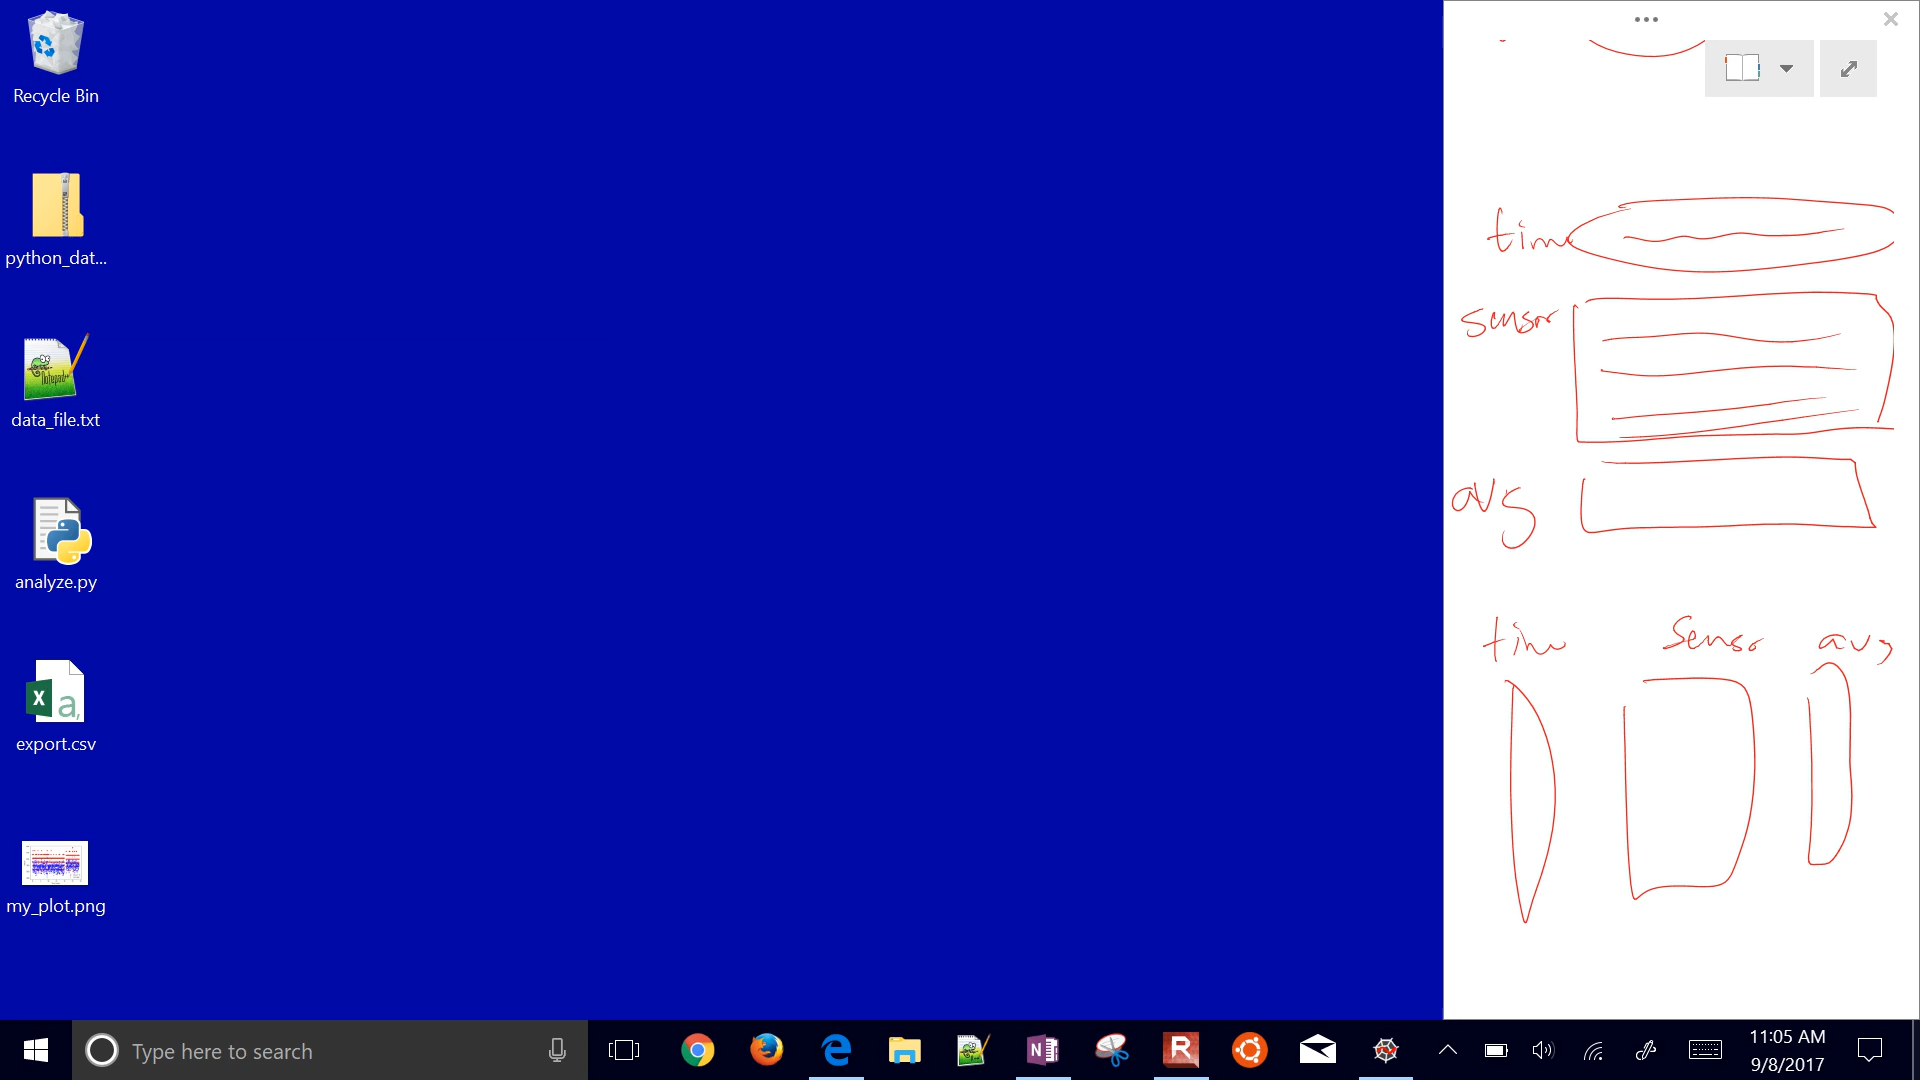 Recycle Bin
python_dat...
Notepad++
data_file.txt
analyze.py
X a,
export.csv
my_plot.png
time
sensor
avg
time sensor avg
Type here to search
N
R
11:05 AM
9/8/2017